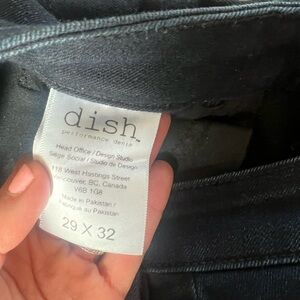 dish
performance denim
Head Office / Design Studio
Siège Social / Studio de Design
118 West Hastings Street
Vancouver, BC, Canada
V6B 1G8
Made in Pakistan /
Fabriqué au Pakistan
29 X 32